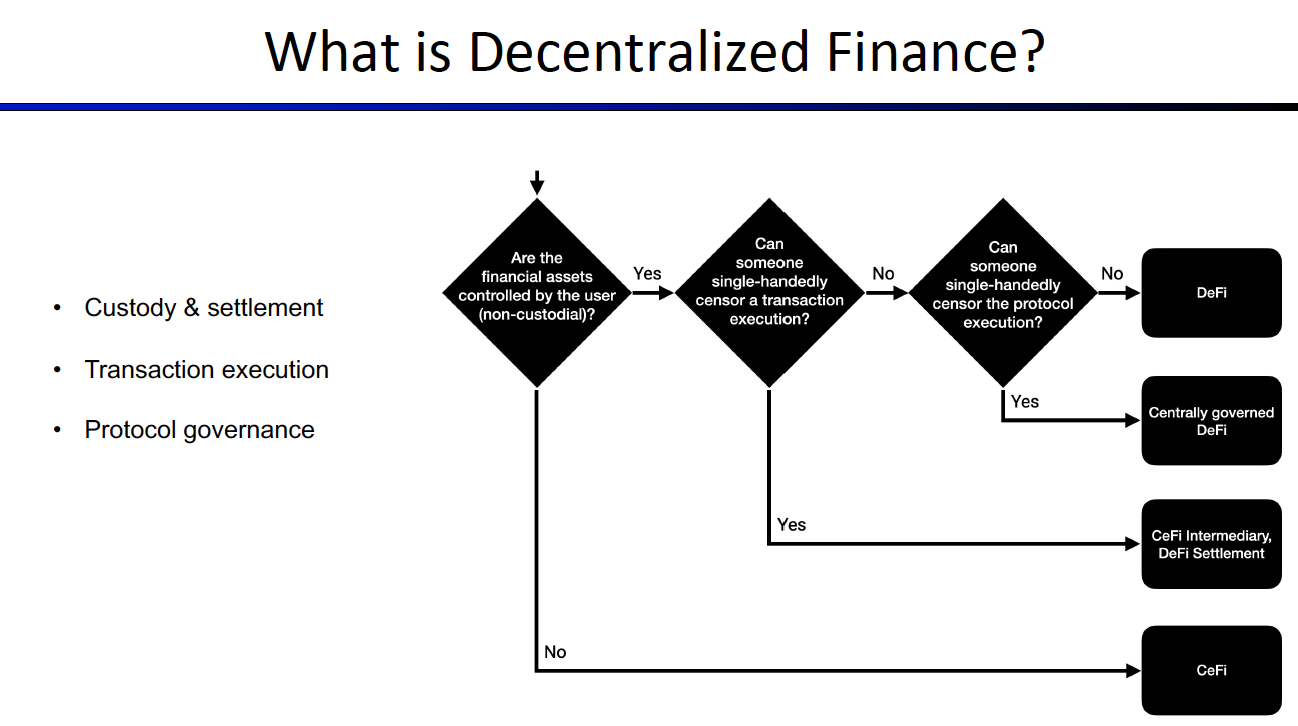 What is Decentralized Finance?
• Custody & settlement
• Transaction execution
• Protocol governance
Are the
financial assets
controlled by the user
(non-custodial)?
Yes
Can
someone
single-handedly
censor a transaction
execution?
No
Can
someone
single-handedly
censor the protocol
execution?
No
DeFi
Yes
Centrally governed
DeFi
Yes
CeFi Intermediary,
DeFi Settlement
No
CeFi